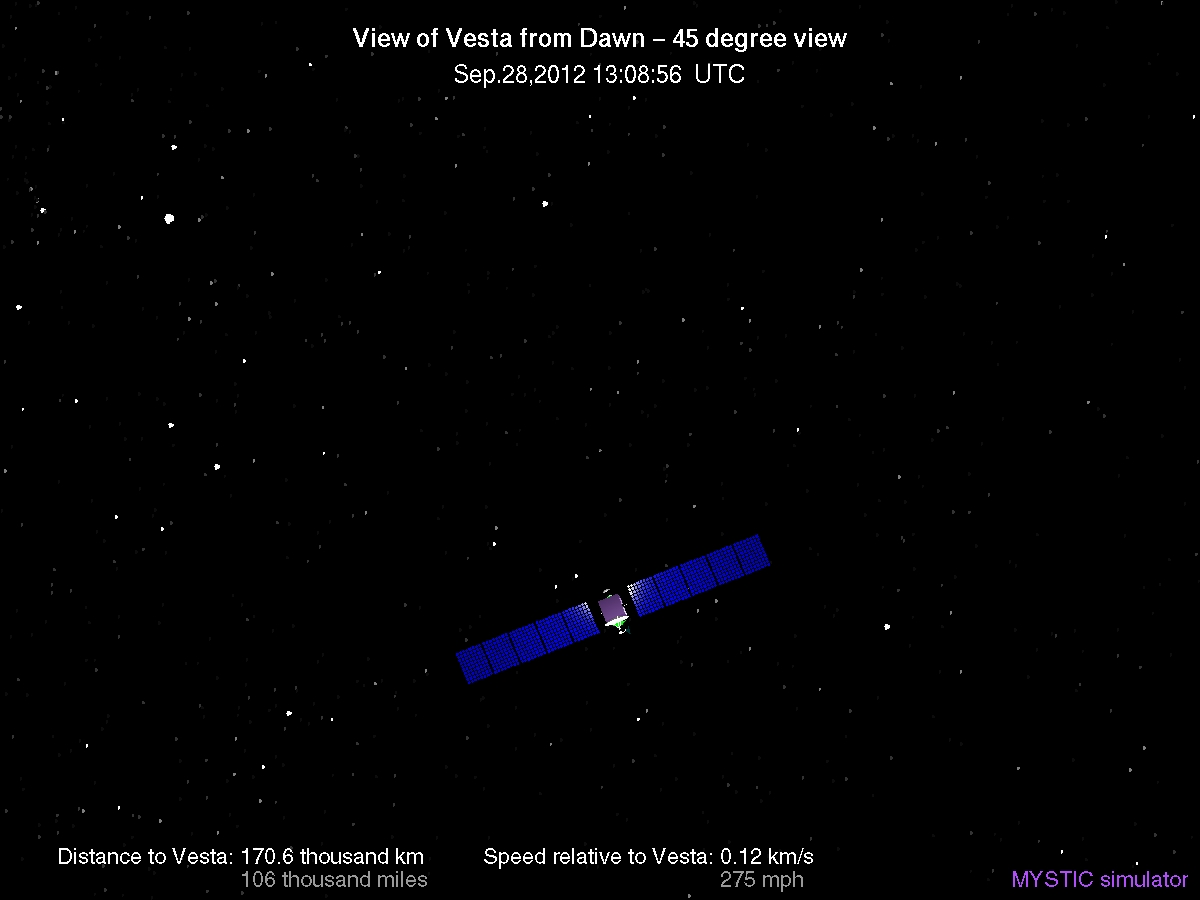 View of Vesta from Dawn – 45 degree view
Sep.28,2012 13:08:56 UTC
Distance to Vesta: 170.6 thousand km
106 thousand miles
Speed relative to Vesta: 0.12 km/s
275 mph
MYSTIC simulator